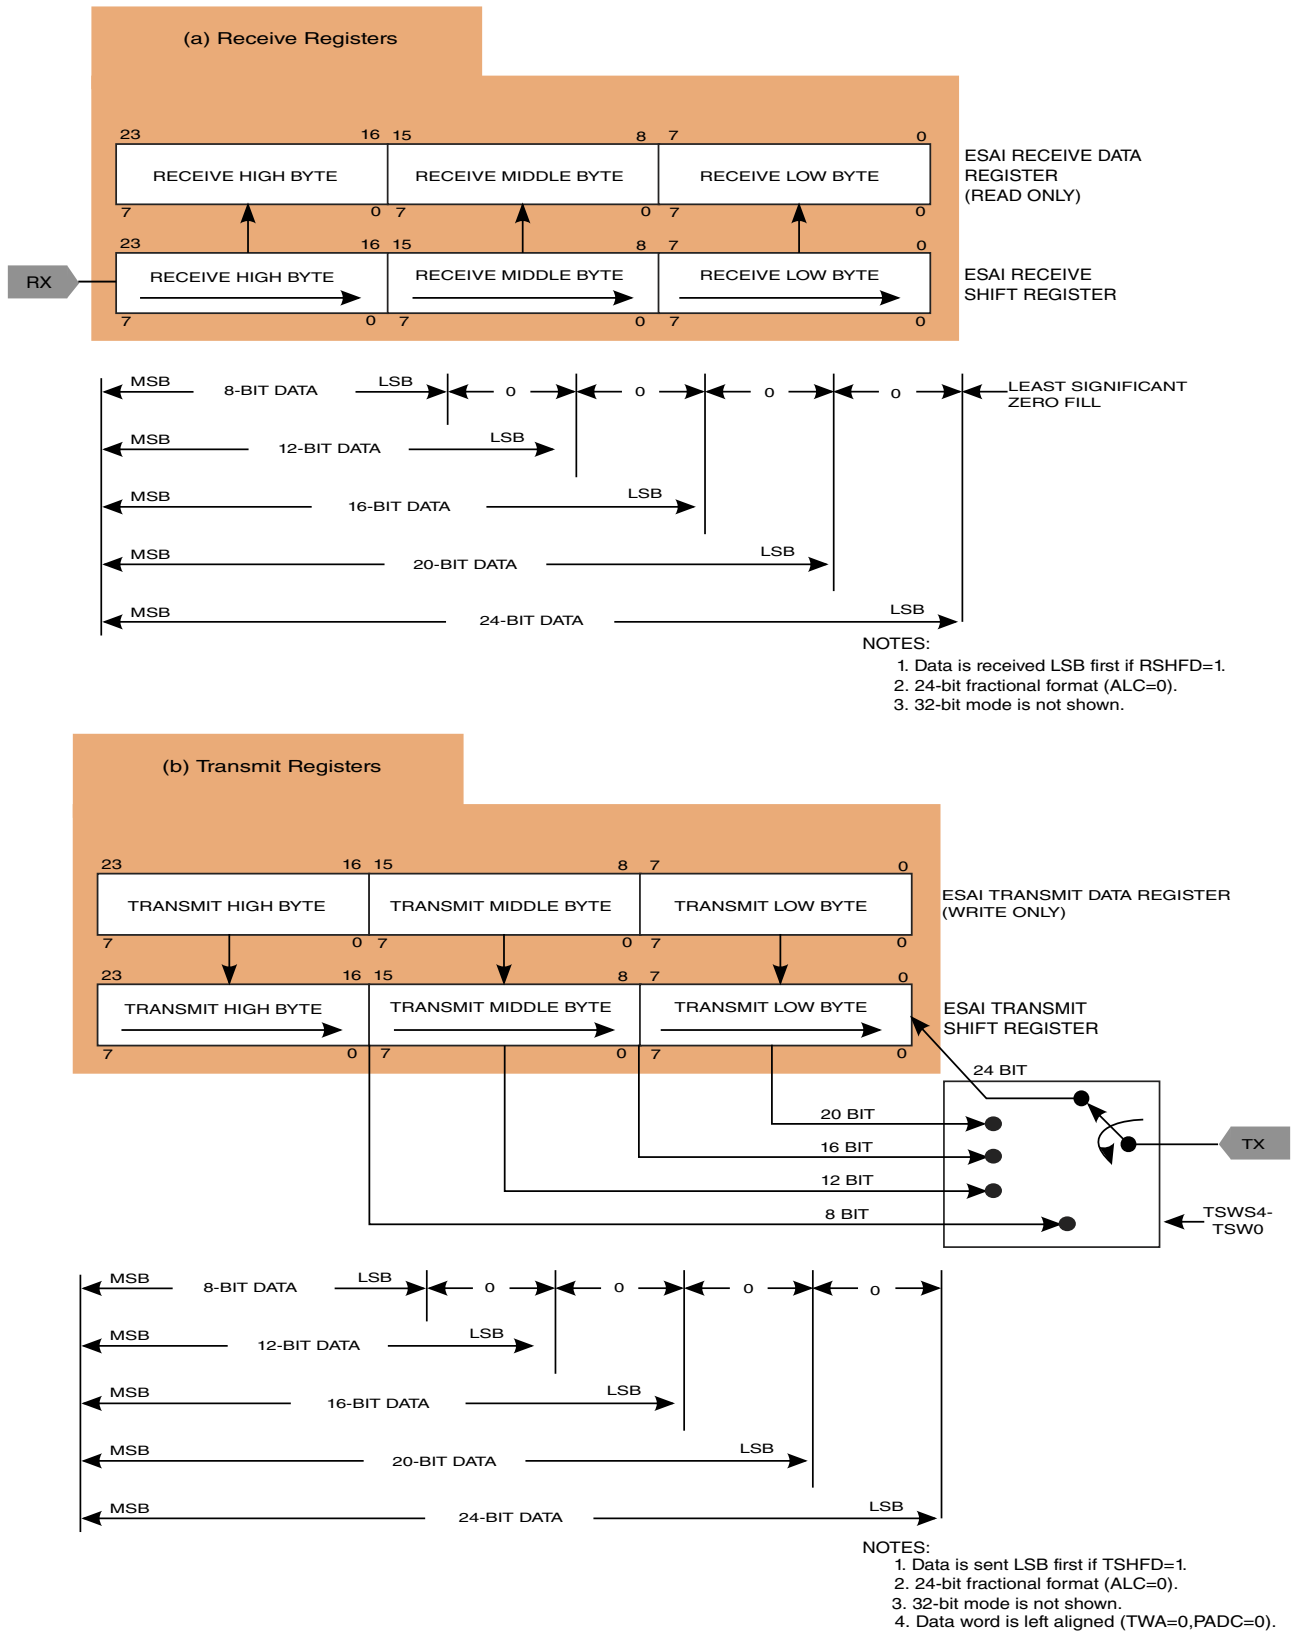 (a) Receive Registers
23 16 15 8 7 0
RECEIVE HIGH BYTE RECEIVE MIDDLE BYTE RECEIVE LOW BYTE
7 0 7 0 7 0
ESAI RECEIVE DATA
REGISTER
(READ ONLY)
23 16 15 8 7 0
RX
RECEIVE HIGH BYTE RECEIVE MIDDLE BYTE RECEIVE LOW BYTE
7 0 7 0 7 0
ESAI RECEIVE
SHIFT REGISTER
MSB 8-BIT DATA LSB 0 0 0 0
LEAST SIGNIFICANT
ZERO FILL
MSB 12-BIT DATA LSB
MSB 16-BIT DATA LSB
MSB 20-BIT DATA LSB
MSB 24-BIT DATA LSB
NOTES:
1. Data is received LSB first if RSHFD=1.
2. 24-bit fractional format (ALC=0).
3. 32-bit mode is not shown.
(b) Transmit Registers
23 16 15 8 7 0
TRANSMIT HIGH BYTE TRANSMIT MIDDLE BYTE TRANSMIT LOW BYTE
7 0 7 0 7 0
ESAI TRANSMIT DATA REGISTER
(WRITE ONLY)
23 16 15 8 7 0
TRANSMIT HIGH BYTE TRANSMIT MIDDLE BYTE TRANSMIT LOW BYTE
7 0 7 0 7 0
ESAI TRANSMIT
SHIFT REGISTER
24 BIT
20 BIT
16 BIT
12 BIT
8 BIT
TX
TSWS4-
TSW0
MSB 8-BIT DATA LSB 0 0 0 0
MSB 12-BIT DATA LSB
MSB 16-BIT DATA LSB
MSB 20-BIT DATA LSB
MSB 24-BIT DATA LSB
NOTES:
1. Data is sent LSB first if TSHFD=1.
2. 24-bit fractional format (ALC=0).
3. 32-bit mode is not shown.
4. Data word is left aligned (TWA=0,PADC=0).